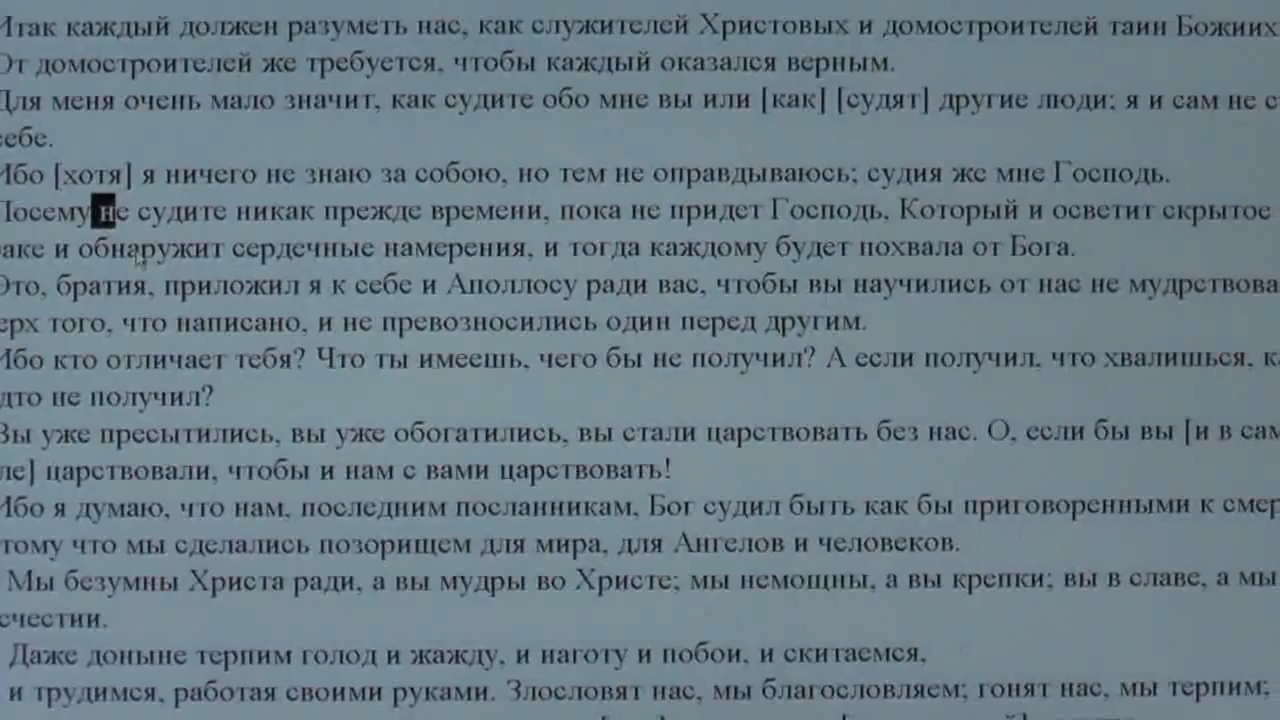 Итак каждый должен разуметь нас, как служителей Христовых и домостроителей таин Божиих
От домостроителей же требуется, чтобы каждый оказался верным.
Для меня очень мало значит, как судите обо мне вы или [как] [судят] другие люди; я и сам не с
себе.
Ибо [хотя] я ничего не знаю за собою, но тем не оправдываюсь; судия же мне Господь.
Посему не судите никак прежде времени, пока не придет Господь, Который и осветит скрытое
аке и обнаружит сердечные намерения, и тогда каждому будет похвала от Бога.
Это, братия, приложил я к себе и Аполлосу ради вас, чтобы вы научились от нас не мудрствова
ерх того, что написано, и не превозносились один перед другим.
Ибо кто отличает тебя? Что ты имеешь, чего бы не получил? А если получил, что хвалишься, к
дто не получил?
Вы уже пресытились, вы уже обогатились, вы стали царствовать без нас. О, если бы вы [и в сам
ле] царствовали, чтобы и нам с вами царствовать!
Ибо я думаю, что нам, последним посланникам, Бог судил быть как бы приговоренными к смер
тому что мы сделались позорищем для мира, для Ангелов и человеков.
Мы безумны Христа ради, а вы мудры во Христе; мы немощны, а вы крепки; вы в славе, а мы
счестии.
Даже доныне терпим голод и жажду, и наготу и побои, и скитаемся,
и трудимся, работая своими руками. Злословят нас, мы благословляем; гонят нас, мы терпим;